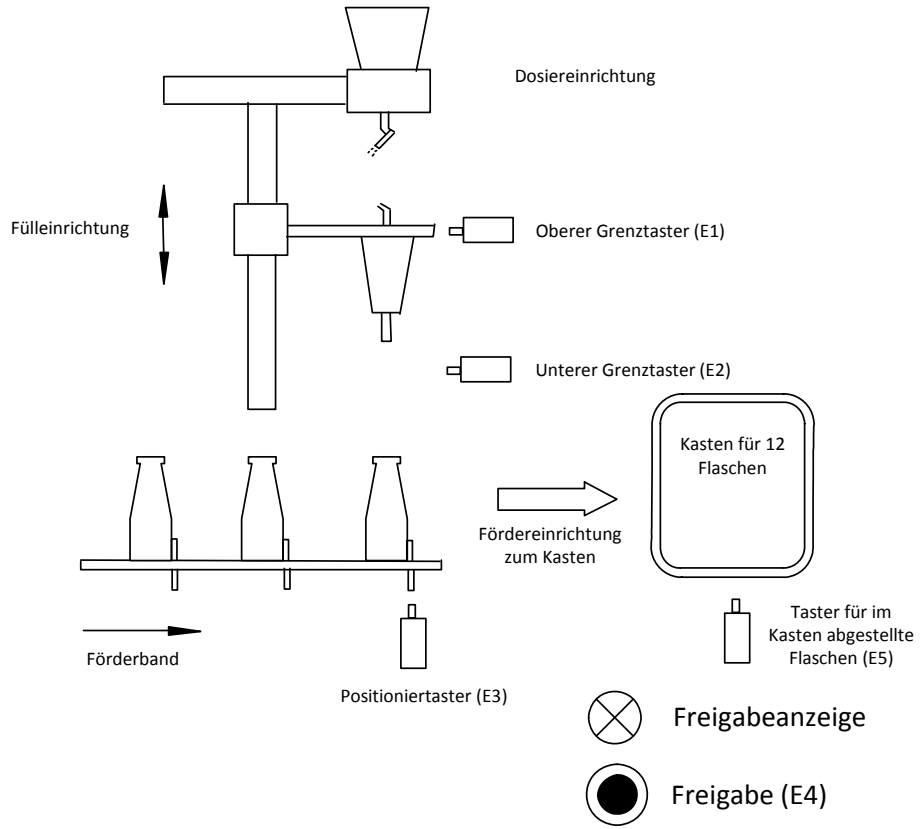 Dosiereinrichtung
Fülleinrichtung
Oberer Grenztaster (E1)
Unterer Grenztaster (E2)
Kasten für 12
Flaschen
Fördereinrichtung
zum Kasten
Taster für im
Kasten abgestellte
Flaschen (E5)
Förderband
Positioniertaster (E3)
Freigabeanzeige
Freigabe (E4)